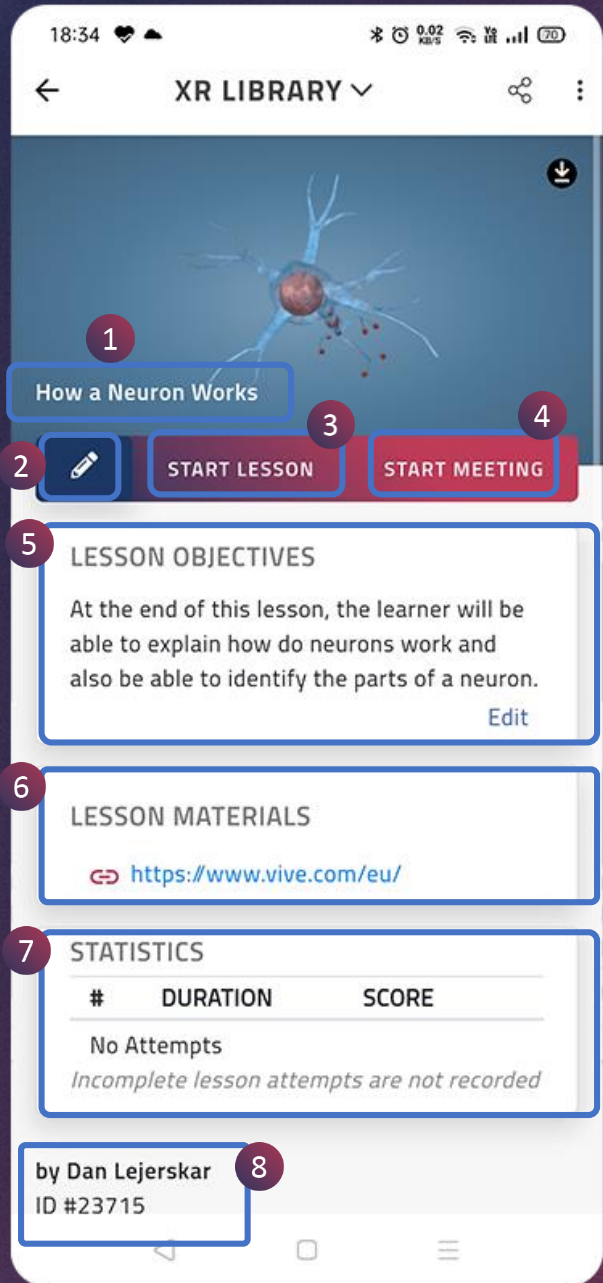 18:34
0.02
KB/S
Vo
LTE
70
XR LIBRARY
1
How a Neuron Works
2
3
4
START LESSON
START MEETING
5
LESSON OBJECTIVES
At the end of this lesson, the learner will be
able to explain how do neurons work and
also be able to identify the parts of a neuron.
Edit
6
LESSON MATERIALS
https://www.vive.com/eu/
7
STATISTICS
# DURATION SCORE
No Attempts
Incomplete lesson attempts are not recorded
8
by Dan Lejerskar
ID #23715